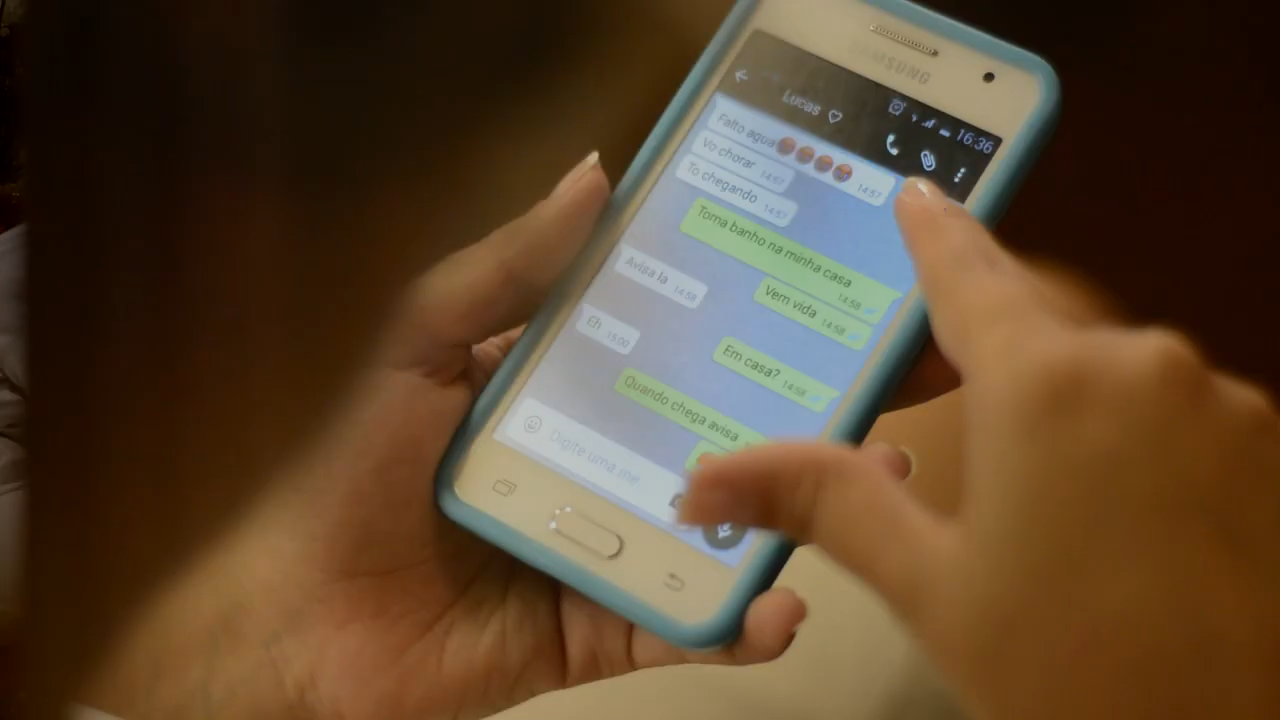 SAMSUNG
16:36
Lucas ♡
Falto agua😡😡😡😡 14:57
Vo chorar 14:57
To chegando 14:57
Toma banho na minha casa 14:58
Vem vida 14:58
Avisa la 14:58
Em casa? 14:58
Eh 15:00
Quando chega avisa
Digite uma me